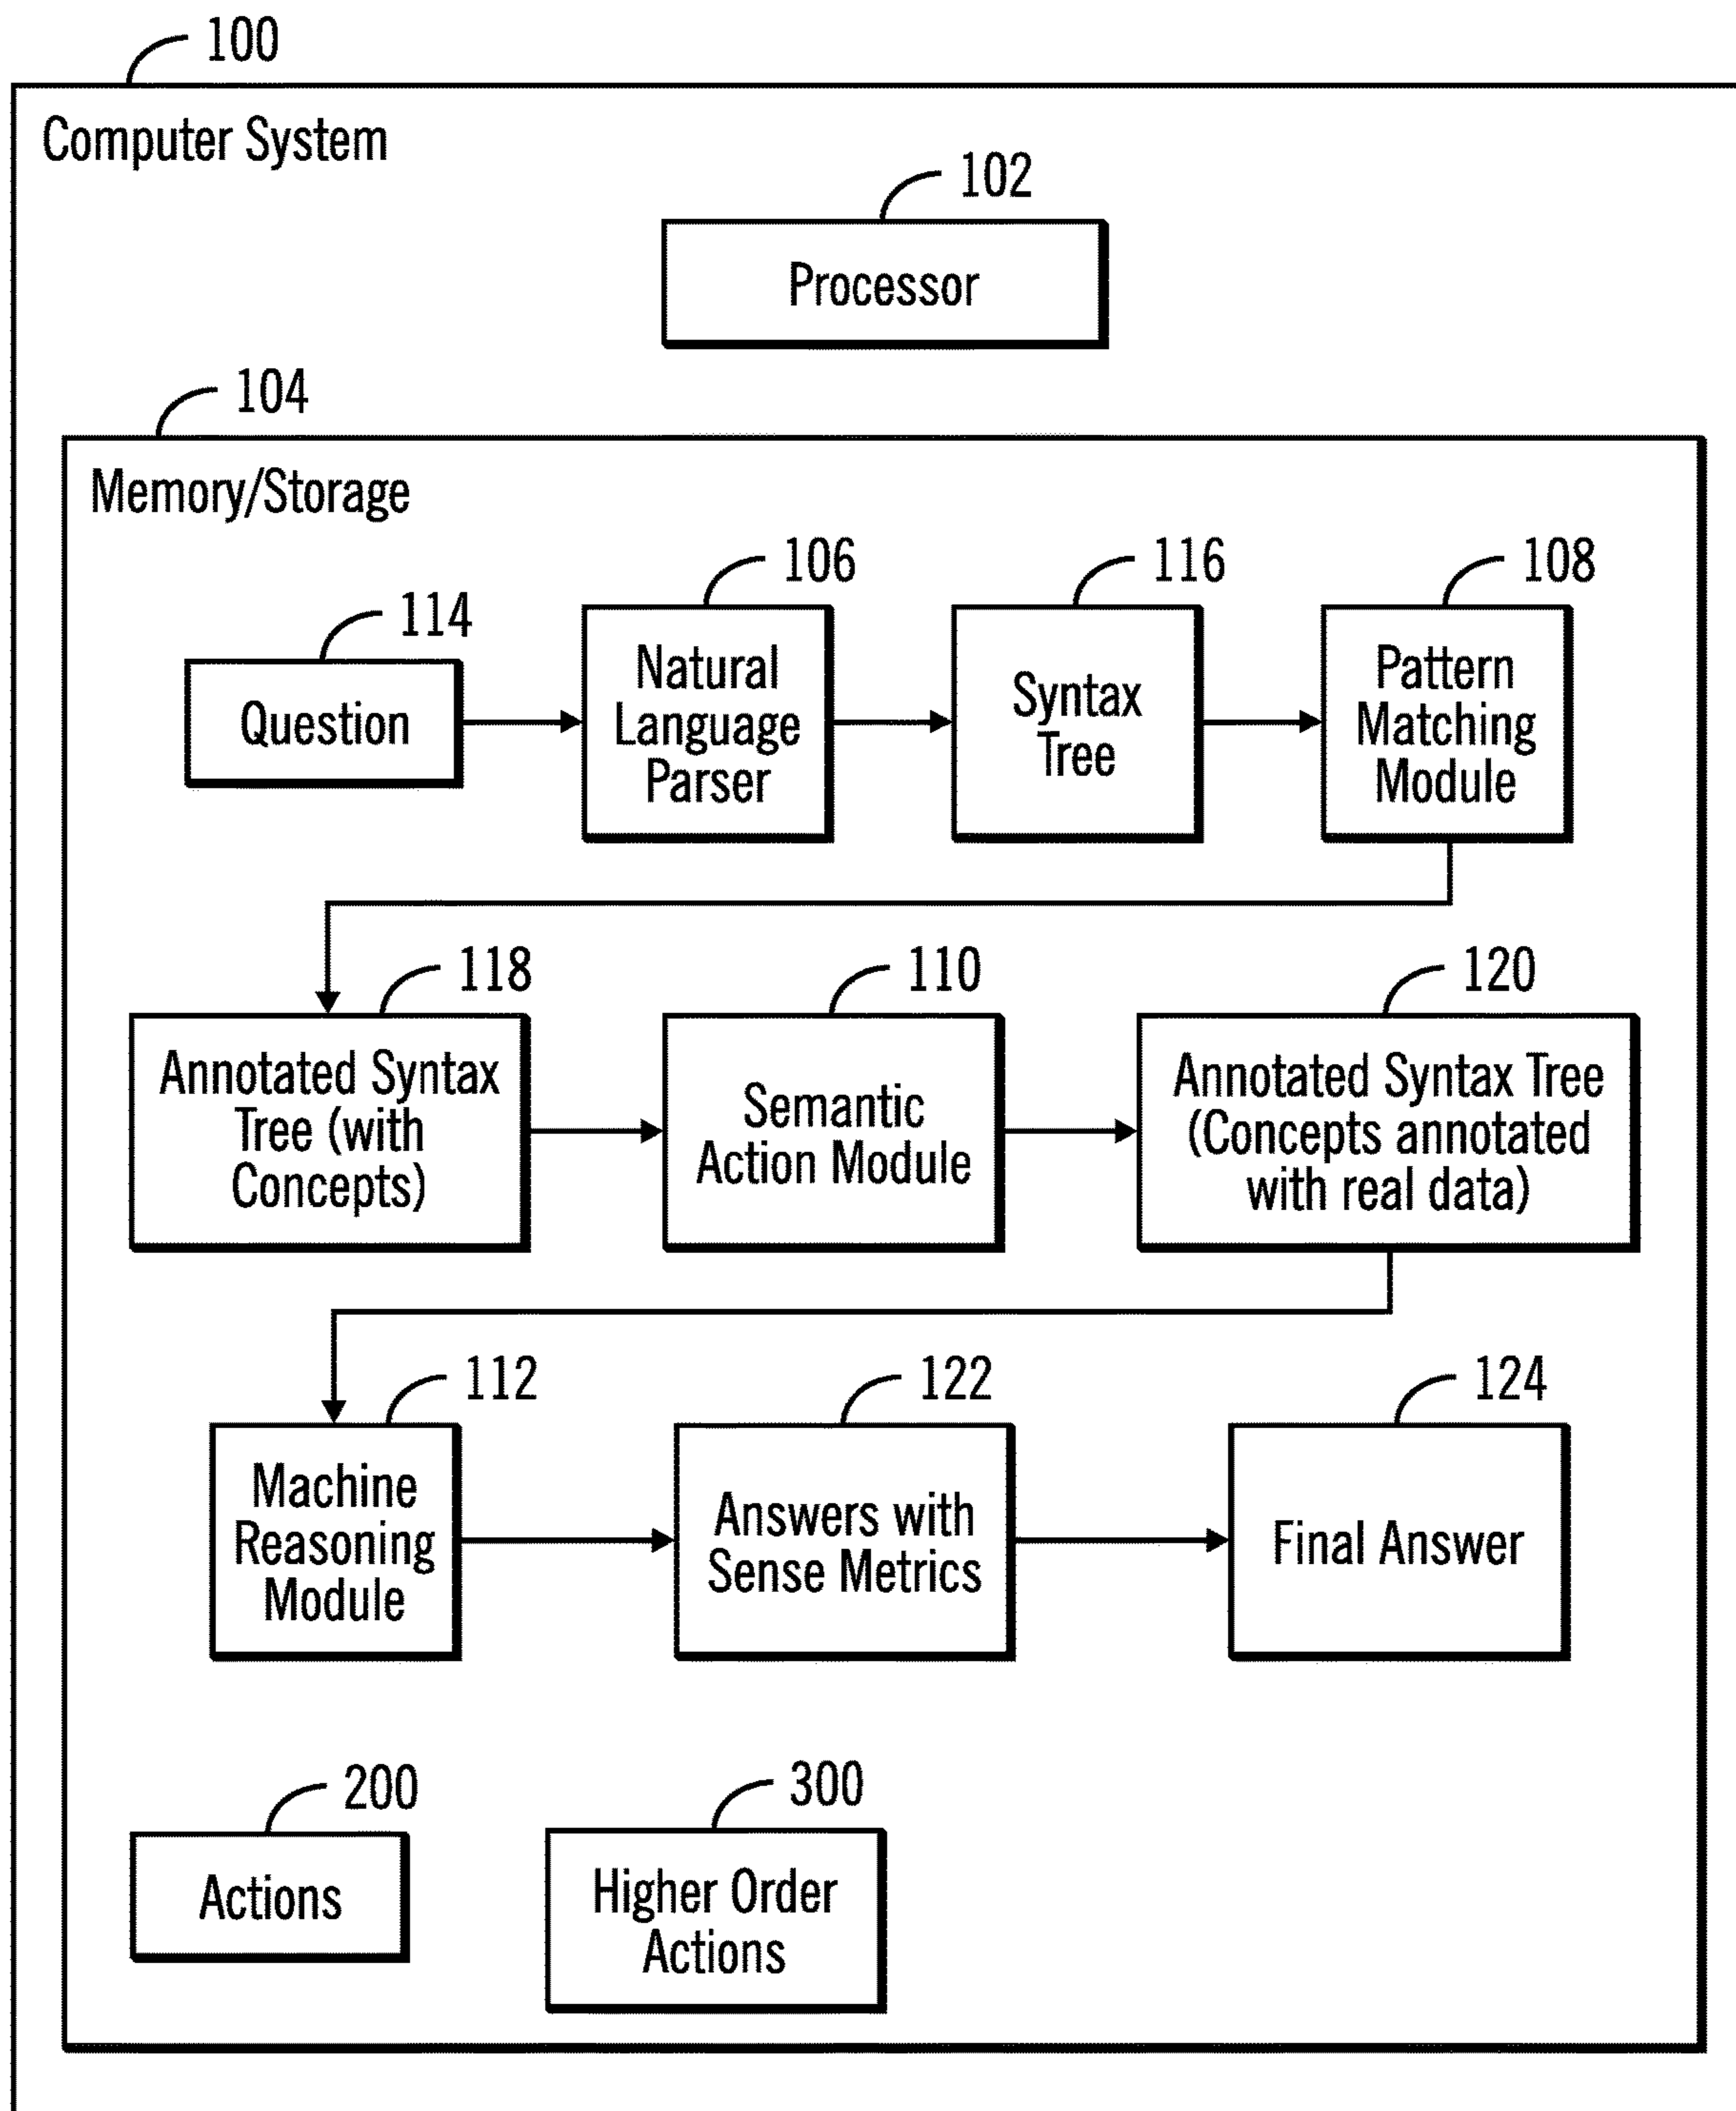 100
Computer System
102
Processor
104
Memory/Storage
114
Question
106
Natural
Language
Parser
116
Syntax
Tree
108
Pattern
Matching
Module
118
Annotated Syntax
Tree (with
Concepts)
110
Semantic
Action Module
120
Annotated Syntax Tree
(Concepts annotated
with real data)
112
Machine
Reasoning
Module
122
Answers with
Sense Metrics
124
Final Answer
200
Actions
300
Higher Order
Actions